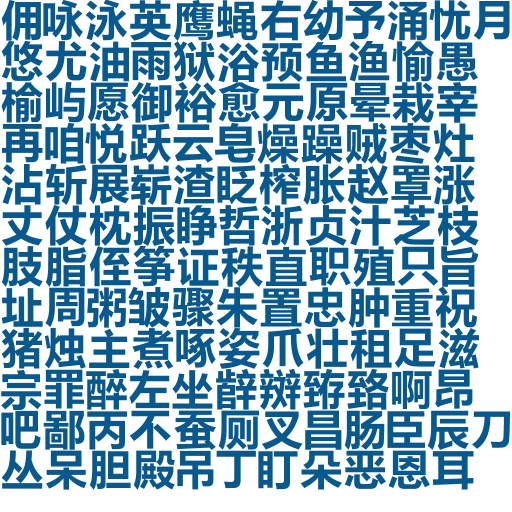 佣咏泳英鹰蝇右幼予涌忧月
悠尤油雨狱浴预鱼渔愉愚
榆屿愿御裕愈元原晕栽宰
再咱悦跃云皂燥躁贼枣灶
沾斩展崭渣眨榨胀赵罩涨
丈仗枕振睁哲浙贞汁芝枝
肢脂侄筝证秩直职殖只旨
址周粥皱骤朱置忠肿重祝
猪烛主煮啄姿爪壮租足滋
宗罪醉左坐辟辩啊昂
吧鄙丙不蚕厕叉昌肠臣辰刀
丛呆胆殿吊丁盯朵恶恩耳